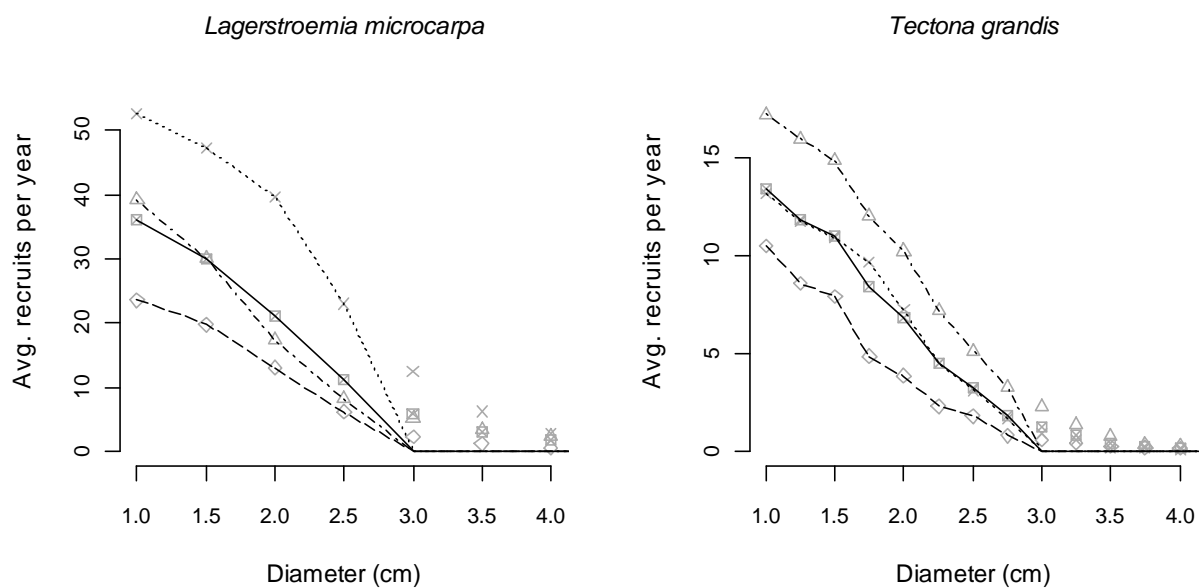 Lagerstroemia microcarpa
Avg. recruits per year
50
40
30
20
10
0
1.0 1.5 2.0 2.5 3.0 3.5 4.0
Diameter (cm)
Tectona grandis
Avg. recruits per year
15
10
5
0
1.0 1.5 2.0 2.5 3.0 3.5 4.0
Diameter (cm)